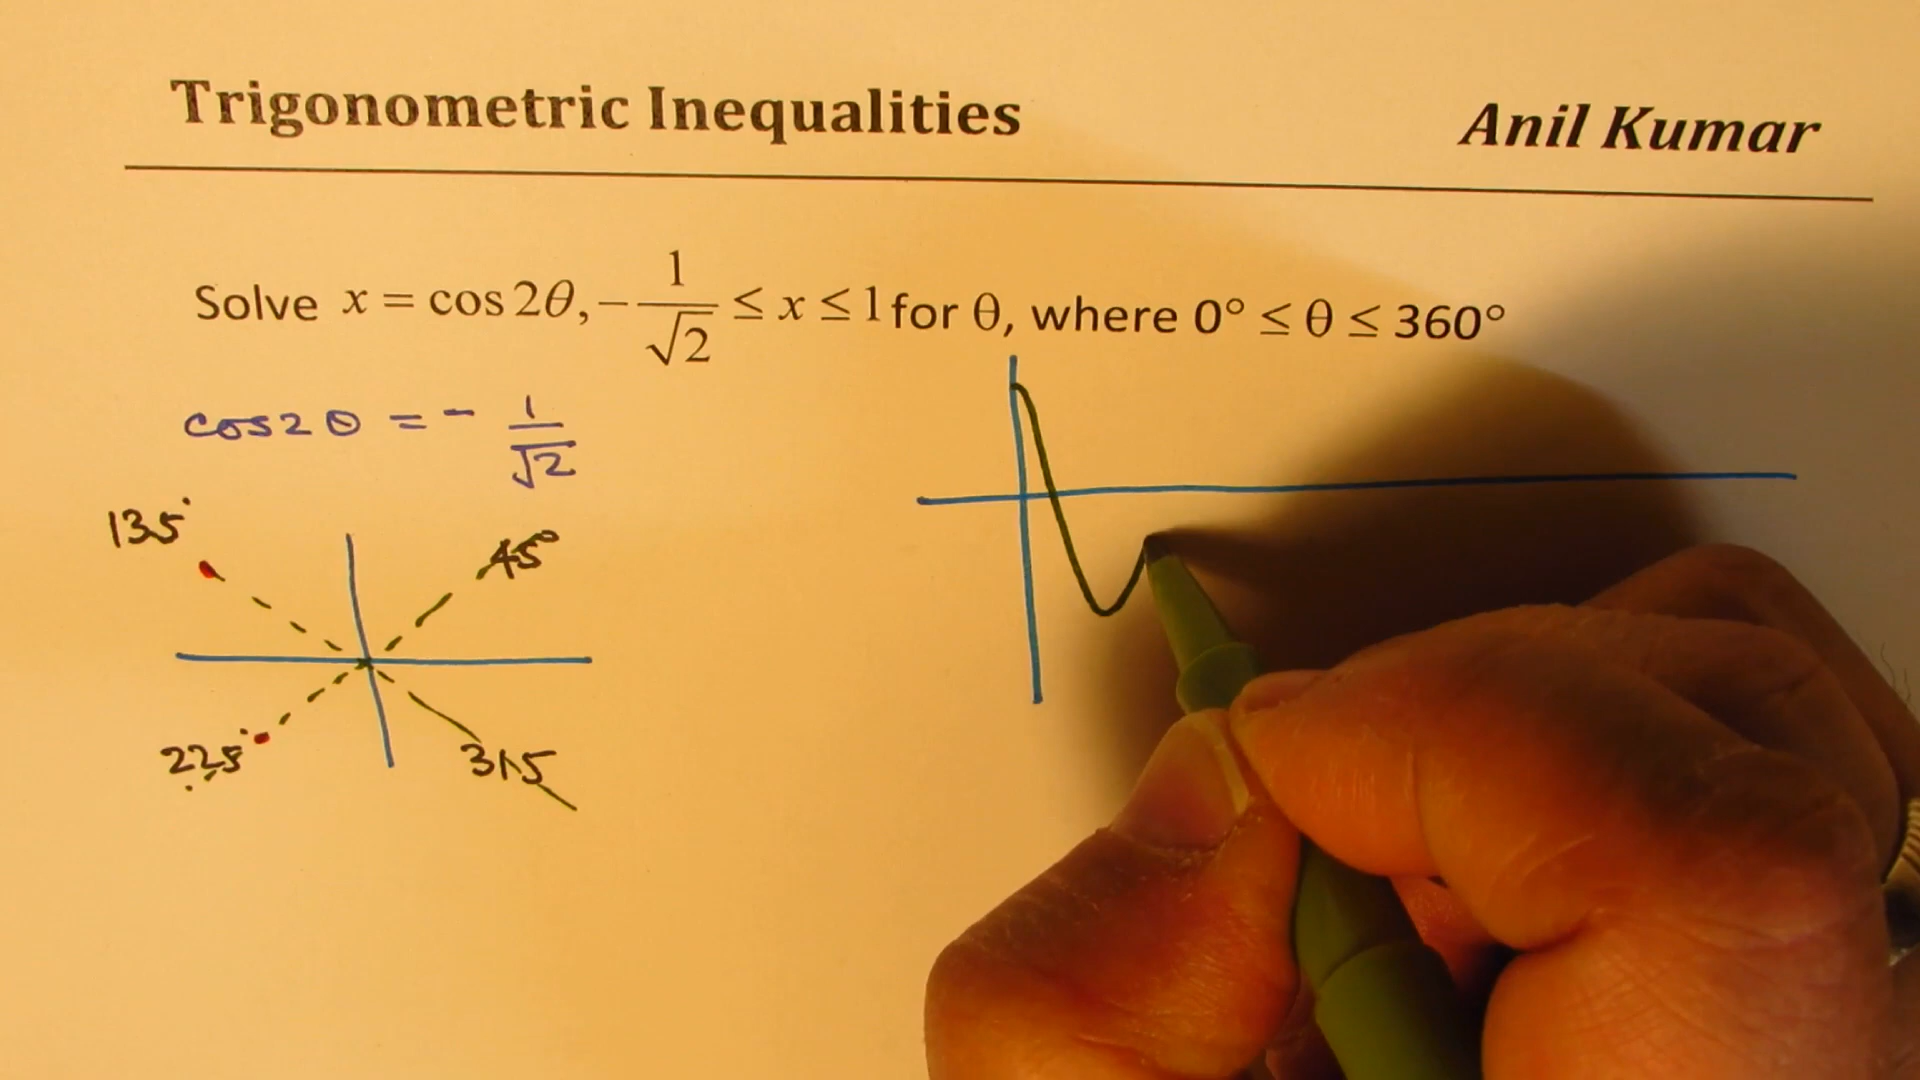 Trigonometric Inequalities
Anil Kumar
Solve x = cos 2θ, −1/√2 ≤ x ≤ 1 for θ, where 0° ≤ θ ≤ 360°
cos 2θ = − 1/√2
135°
45°
225°
315